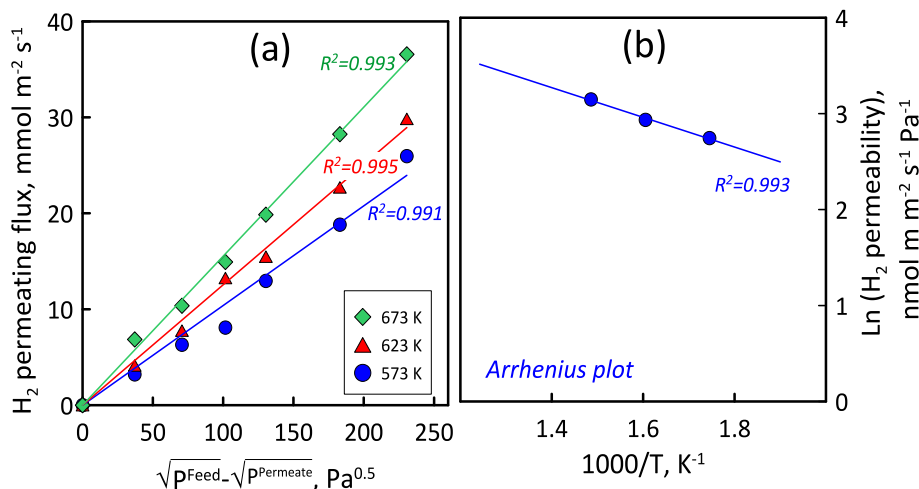 (a)
H₂ permeating flux, mmol m⁻² s⁻¹
40
30
20
10
0
R²=0.993
R²=0.995
R²=0.991
673 K
623 K
573 K
0 50 100 150 200 250
√P^Feed-√P^Permeate, Pa^0.5
(b)
R²=0.993
Arrhenius plot
4
3
2
1
0
Ln (H₂ permeability),
nmol m m⁻² s⁻¹ Pa⁻¹
1.4 1.6 1.8
1000/T, K⁻¹